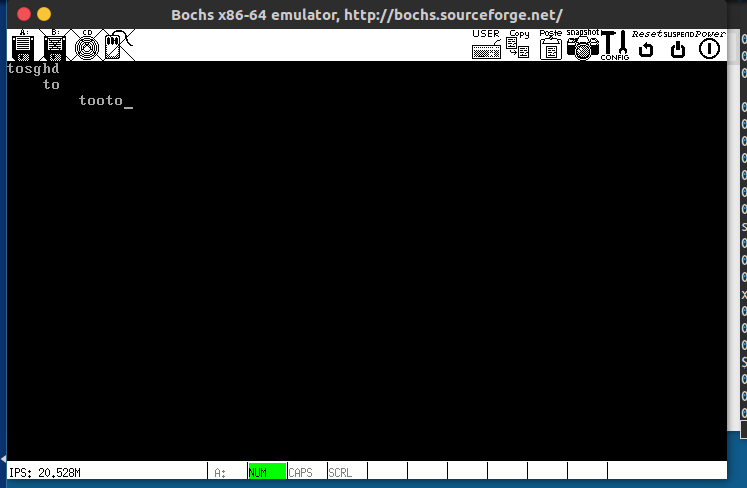 Bochs x86-64 emulator, http://bochs.sourceforge.net/
A: B: CD USER Copy Paste snapshot CONFIG Reset SUSPEND Power
tosghd
to
tooto_
IPS: 20.528M A: NUM CAPS SCRL